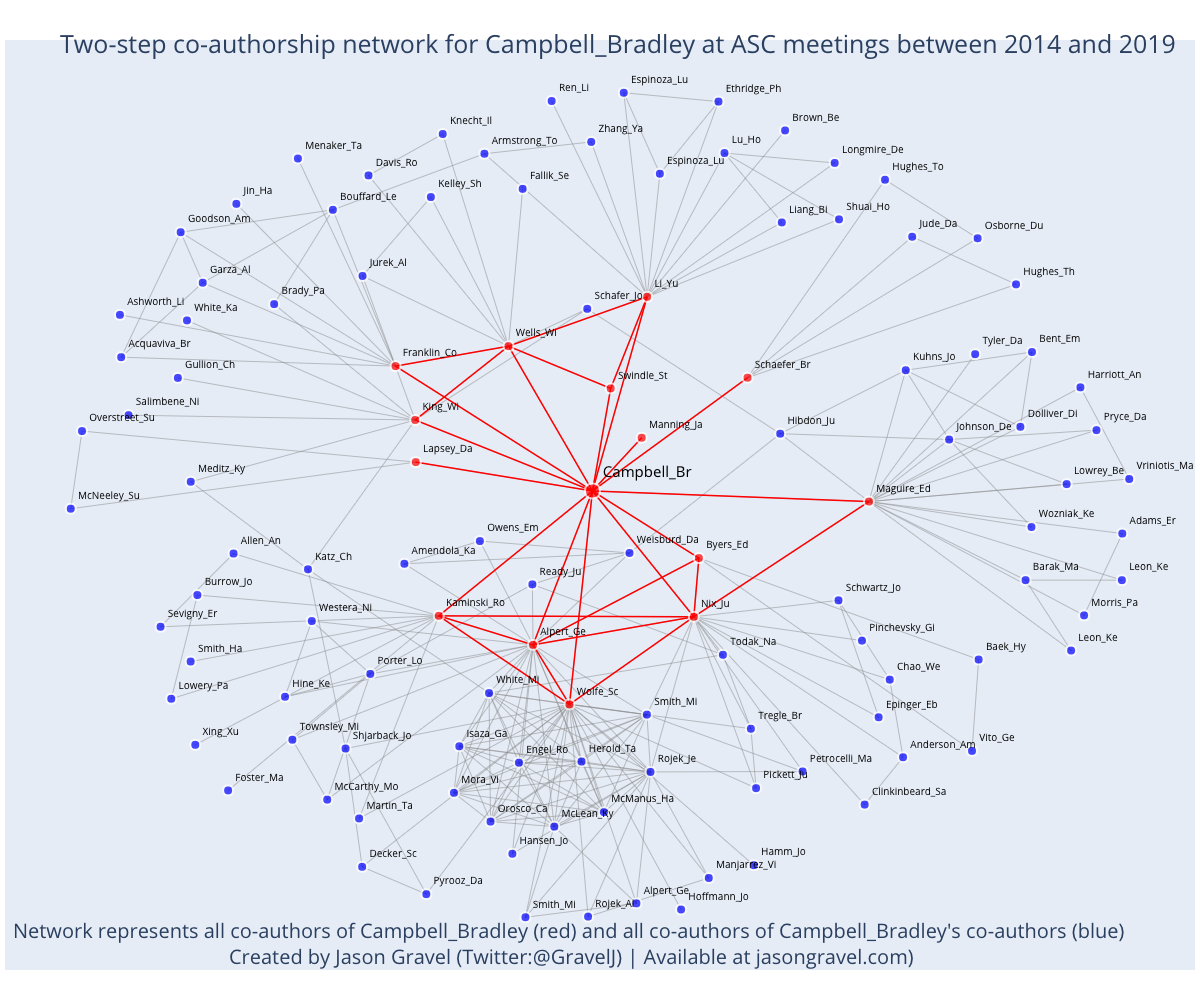 Two-step co-authorship network for Campbell_Bradley at ASC meetings between 2014 and 2019
Espinoza_Lu
Ren_Li
Ethridge_Ph
Knecht_Il
Brown_Be
Zhang_Ya
Armstrong_To
Lu_Ho
Menaker_Ta
Longmire_De
Davis_Ro
Espinoza_Lu
Hughes_To
Fallik_Se
Kelley_Sh
Jin_Ha
Bouffard_Le
Shuai_Ho
Liang_Bi
Goodson_Am
Jude_Da
Osborne_Du
Jurek_Al
Garza_Al
Hughes_Th
Li_Yu
Brady_Pa
Schafer_Jo
Ashworth_Li
White_Ka
Wells_Wi
Tyler_Da
Bent_Em
Acquaviva_Br
Franklin_Co
Kuhns_Jo
Gullion_Ch
Schaefer_Br
Swindle_St
Harriott_An
Salimbene_Ni
King_Wi
Dolliver_Di
Overstreet_Su
Pryce_Da
Hibdon_Ju
Manning_Ja
Johnson_De
Lapsey_Da
Vriniotis_Ma
Campbell_Br
Meditz_Ky
Lowrey_Be
Maguire_Ed
McNeeley_Su
Wozniak_Ke
Adams_Er
Owens_Em
Allen_An
Weisburd_Da
Byers_Ed
Amendola_Ka
Katz_Ch
Barak_Ma
Leon_Ke
Ready_Ju
Burrow_Jo
Schwartz_Jo
Morris_Pa
Kaminski_Ro
Nix_Ju
Westera_Ni
Sevigny_Er
Alpert_Ge
Pinchevsky_Gi
Leon_Ke
Todak_Na
Baek_Hy
Smith_Ha
Porter_Lo
Chao_We
White_Mi
Hine_Ke
Lowery_Pa
Wolfe_Sc
Smith_Mi
Epinger_Eb
Tregle_Br
Xing_Xu
Townsley_Mi
Isaza_Ga
Shjarback_Jo
Vito_Ge
Anderson_Am
Engel_Ro
Herold_Ta
Rojek_Je
Petrocelli_Ma
Pickett_Ju
Foster_Ma
Mora_Vi
McCarthy_Mo
Clinkinbeard_Sa
McManus_Ha
Martin_Ta
Orosco_Ca
McLean_Ry
Hansen_Jo
Hamm_Jo
Decker_Sc
Manjarrez_Vi
Pyrooz_Da
Alpert_Ge
Hoffmann_Jo
Smith_Mi
Rojek_Al
Network represents all co-authors of Campbell_Bradley (red) and all co-authors of Campbell_Bradley's co-authors (blue)
Created by Jason Gravel (Twitter:@GravelJ) | Available at jasongravel.com)